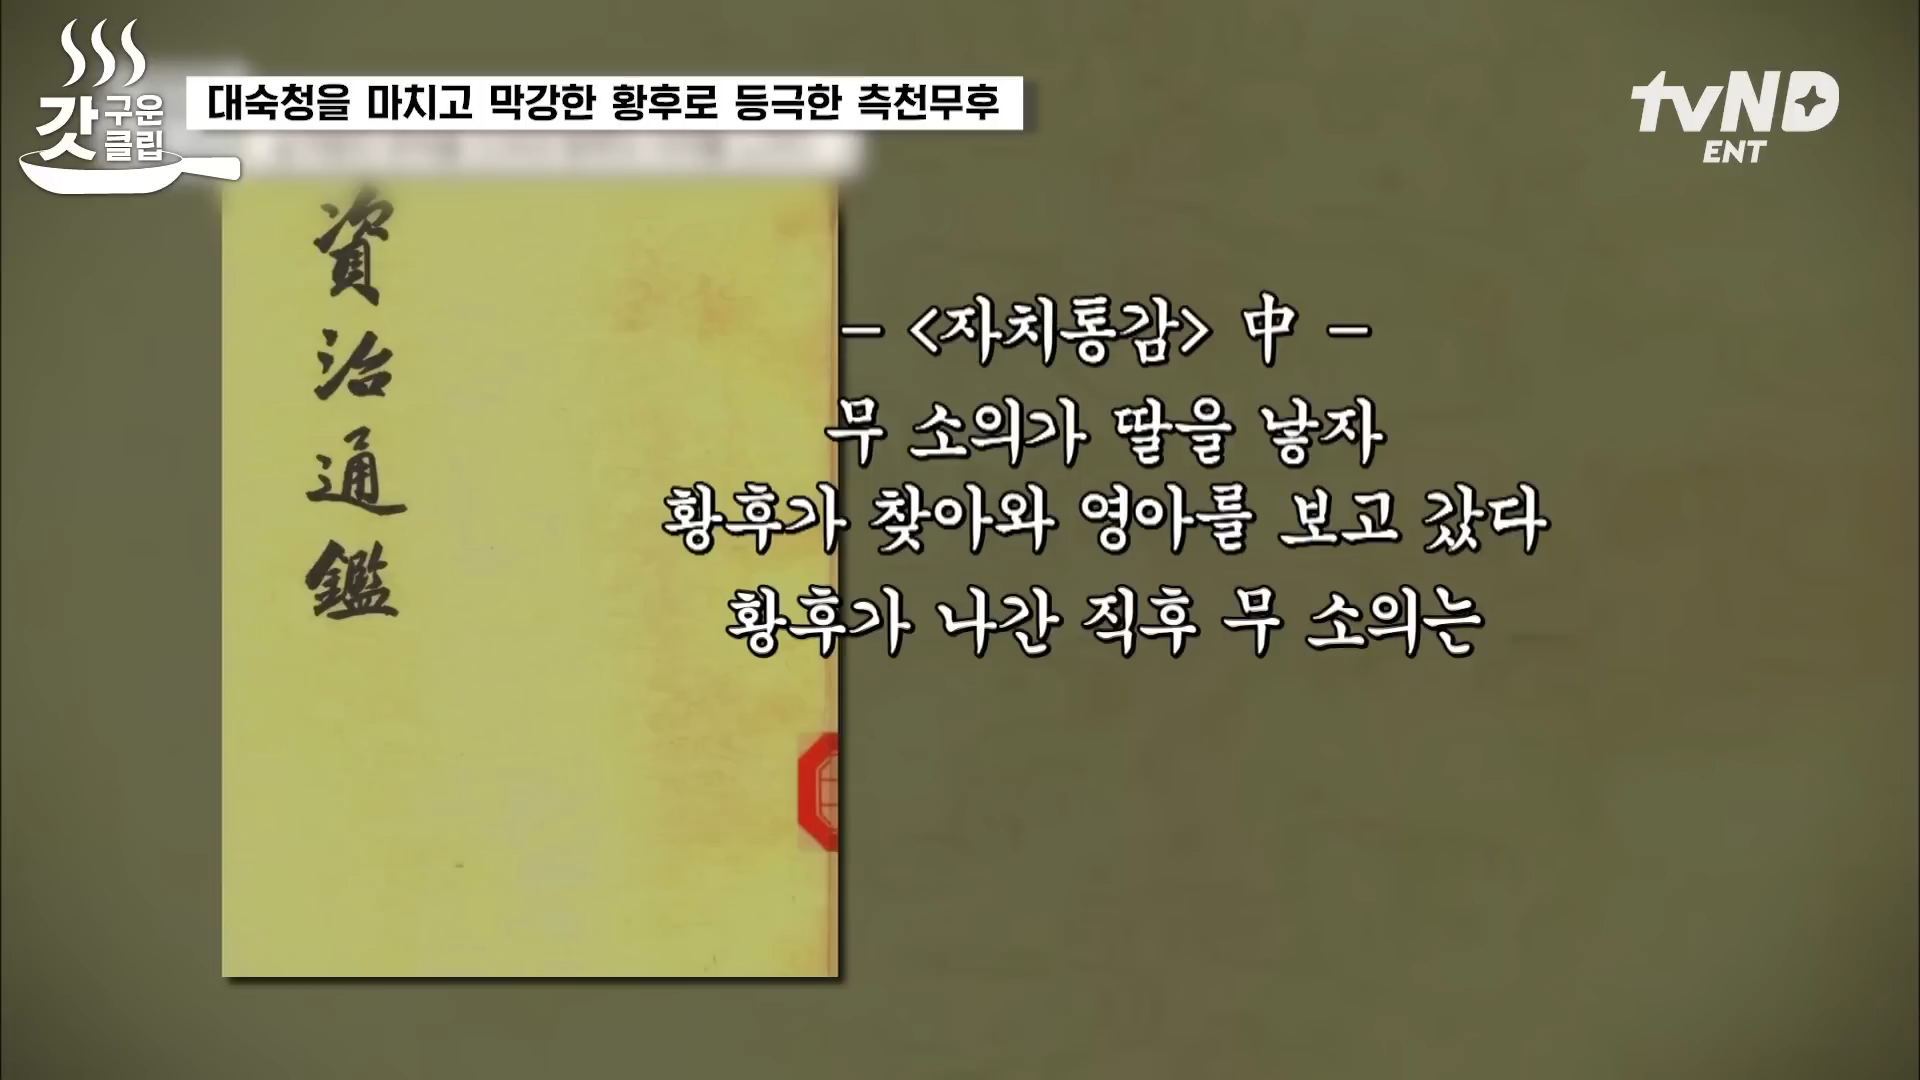 갓
구운
클립
대숙청을 마치고 막강한 황후로 등극한 측천무후
tvND
ENT
資
治
通
鑑
– <자치통감> 中 –
무 소의가 딸을 낳자
황후가 찾아와 영아를 보고 갔다
황후가 나간 직후 무 소의는